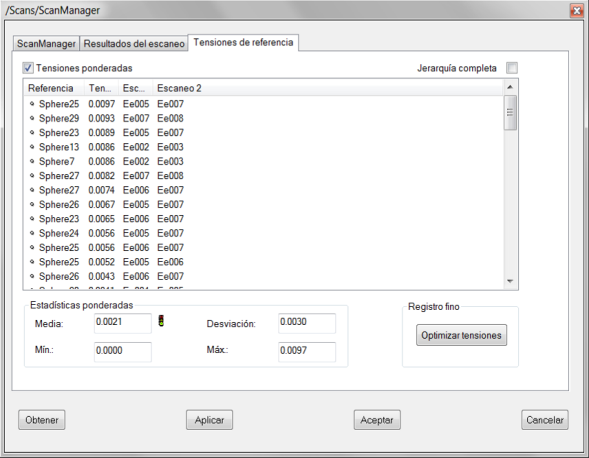 /Scans/ScanManager
ScanManager Resultados del escaneo Tensiones de referencia
Tensiones ponderadas Jerarquía completa
Referencia Ten... Esc... Escaneo 2
Sphere25 0.0097 Ee005 Ee007
Sphere29 0.0093 Ee007 Ee008
Sphere23 0.0089 Ee005 Ee007
Sphere13 0.0086 Ee002 Ee003
Sphere7 0.0086 Ee002 Ee003
Sphere27 0.0082 Ee007 Ee008
Sphere27 0.0074 Ee006 Ee007
Sphere26 0.0067 Ee005 Ee007
Sphere23 0.0065 Ee006 Ee007
Sphere24 0.0056 Ee005 Ee007
Sphere25 0.0056 Ee006 Ee007
Sphere25 0.0052 Ee005 Ee006
Sphere26 0.0043 Ee006 Ee007
Estadísticas ponderadas Registro fino
Media: 0.0021 Desviación: 0.0030
Optimizar tensiones
Mín.: 0.0000 Máx.: 0.0097
Obtener Aplicar Aceptar Cancelar